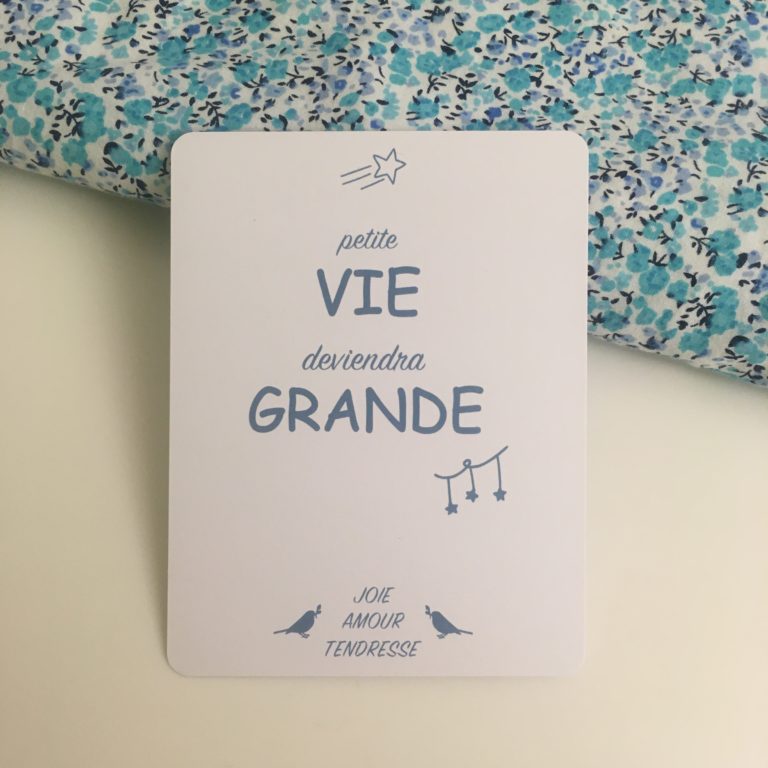 petite
VIE
deviendra
GRANDE
JOIE
AMOUR
TENDRESSE